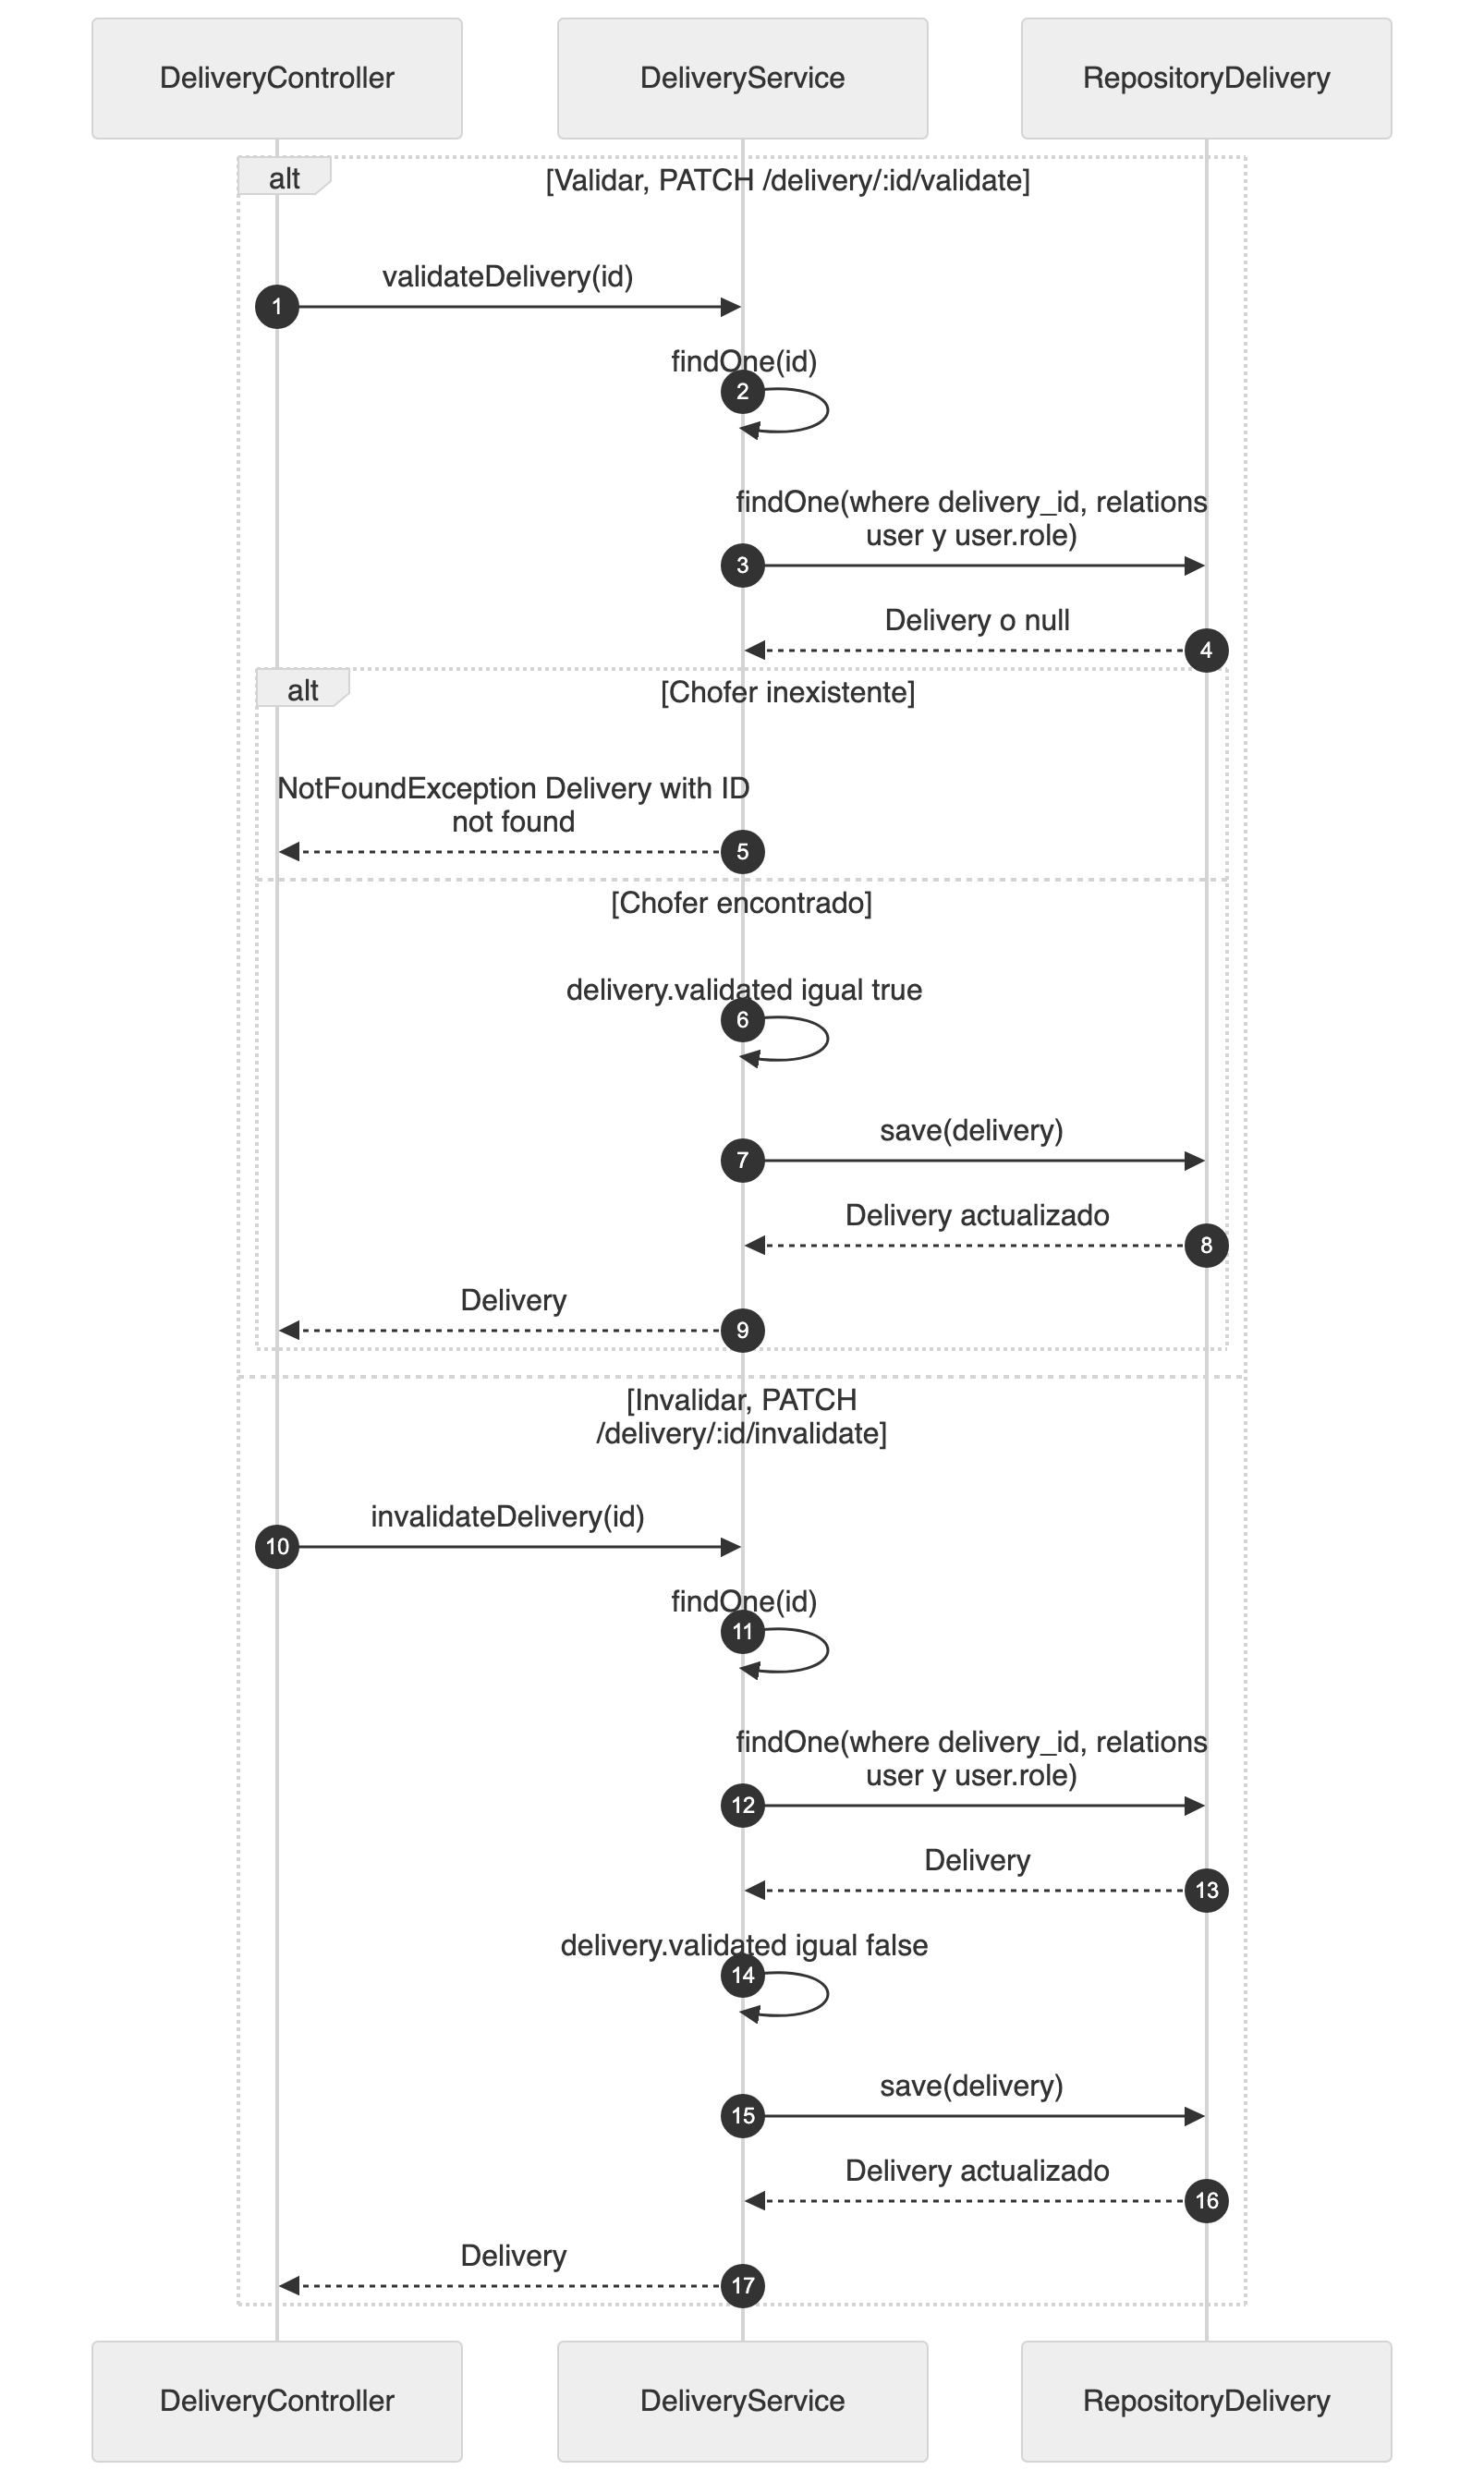 DeliveryController
DeliveryService
RepositoryDelivery
alt
[Validar, PATCH /delivery/:id/validate]
validateDelivery(id)
1
findOne(id)
2
findOne(where delivery_id, relations
user y user.role)
3
Delivery o null
4
alt
[Chofer inexistente]
NotFoundException Delivery with ID
not found
5
[Chofer encontrado]
delivery.validated igual true
6
save(delivery)
7
Delivery actualizado
8
Delivery
9
[Invalidar, PATCH
/delivery/:id/invalidate]
invalidateDelivery(id)
10
findOne(id)
11
findOne(where delivery_id, relations
user y user.role)
12
Delivery
13
delivery.validated igual false
14
save(delivery)
15
Delivery actualizado
16
Delivery
17
DeliveryController
DeliveryService
RepositoryDelivery